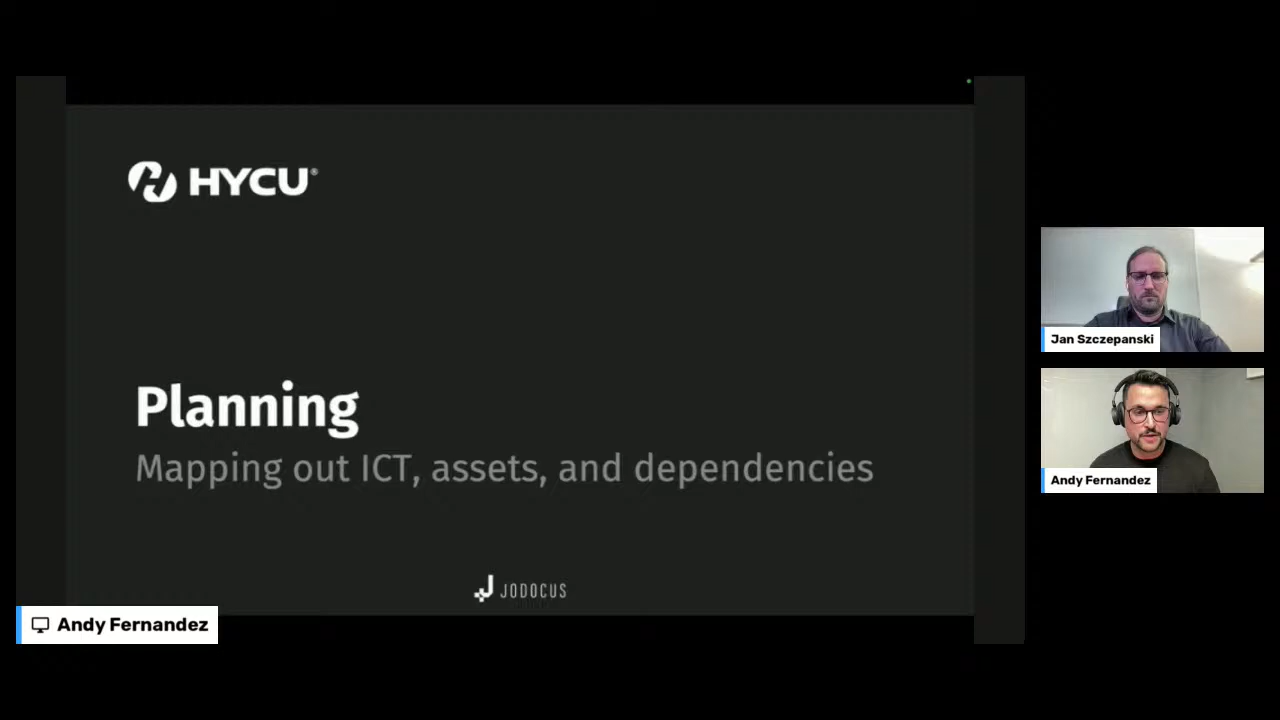 HYCU®
Planning
Mapping out ICT, assets, and dependencies
JODOCUS
Andy Fernandez
Jan Szczepanski
Andy Fernandez